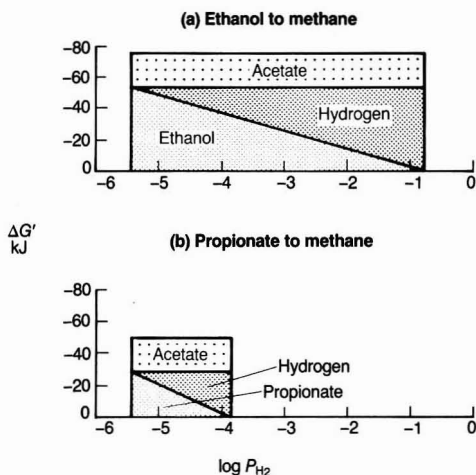 (a) Ethanol to methane
-80
-60
-40
-20
0
Acetate
Hydrogen
Ethanol
-6 -5 -4 -3 -2 -1 0
ΔG'
kJ
(b) Propionate to methane
-80
-60
-40
-20
0
Acetate
Hydrogen
Propionate
-6 -5 -4 -3 -2 -1 0
log P_H2